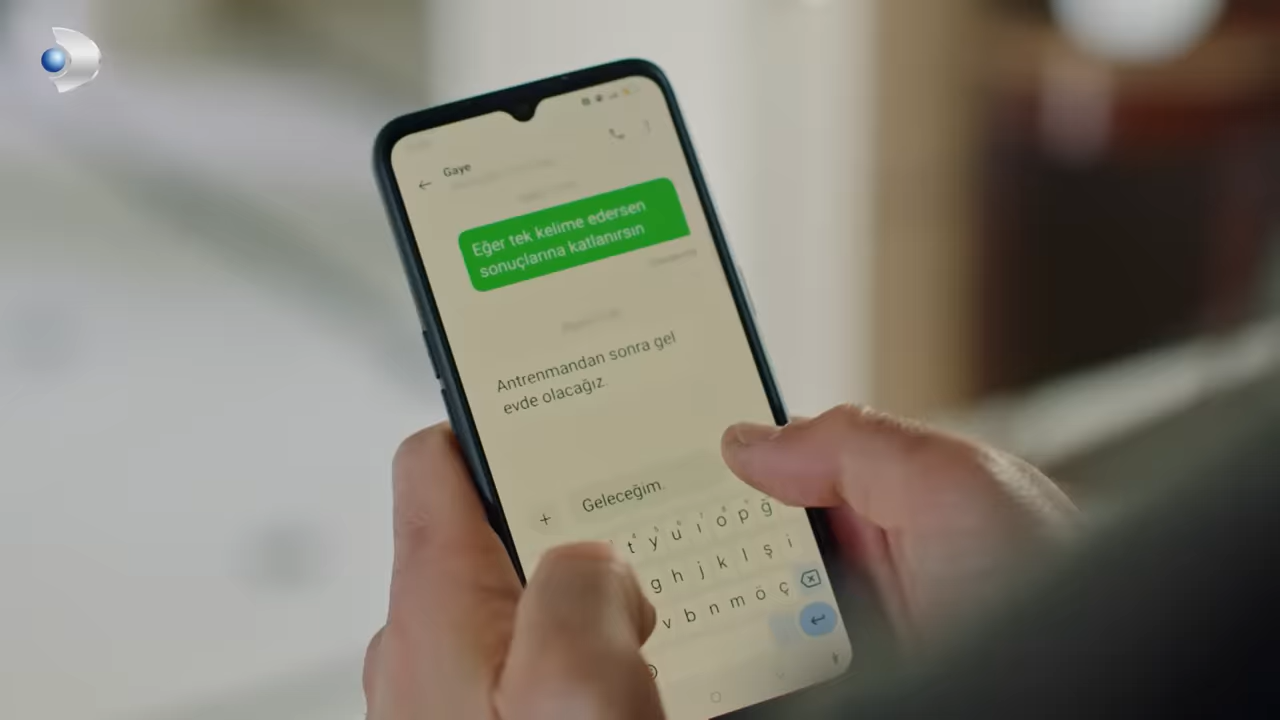 Gaye
Eğer tek kelime edersen
sonuçlarına katlanırsın
Antrenmandan sonra gel
evde olacağız.
Geleceğim.
t y u ı o p ğ
g h j k l ş i
v b n m ö ç